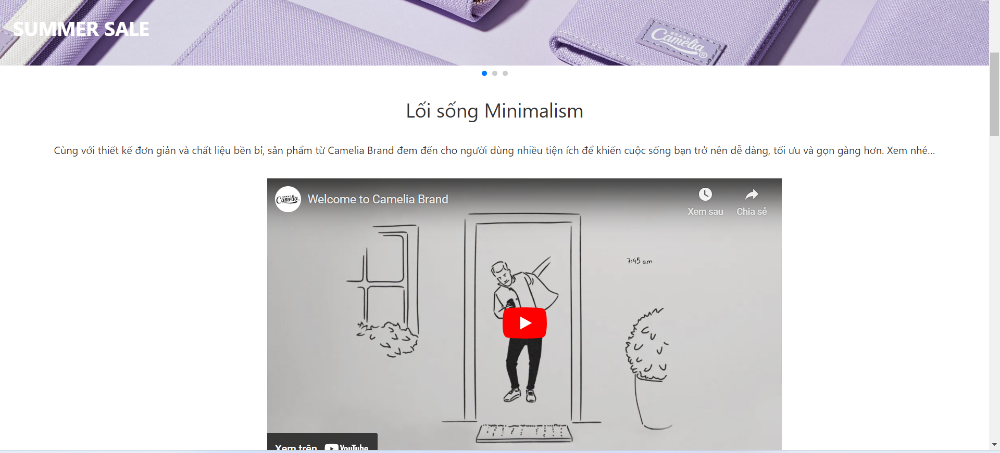 SUMMER SALE
BRAND
Camelia®
Lối sống Minimalism
Cùng với thiết kế đơn giản và chất liệu bền bỉ, sản phẩm từ Camelia Brand đem đến cho người dùng nhiều tiện ích để khiến cuộc sống bạn trở nên dễ dàng, tối ưu và gọn gàng hơn. Xem nhé...
BRAND
Camelia
Welcome to Camelia Brand
Xem sau
Chia sẻ
7:45 a.m
Xem trên YouTube